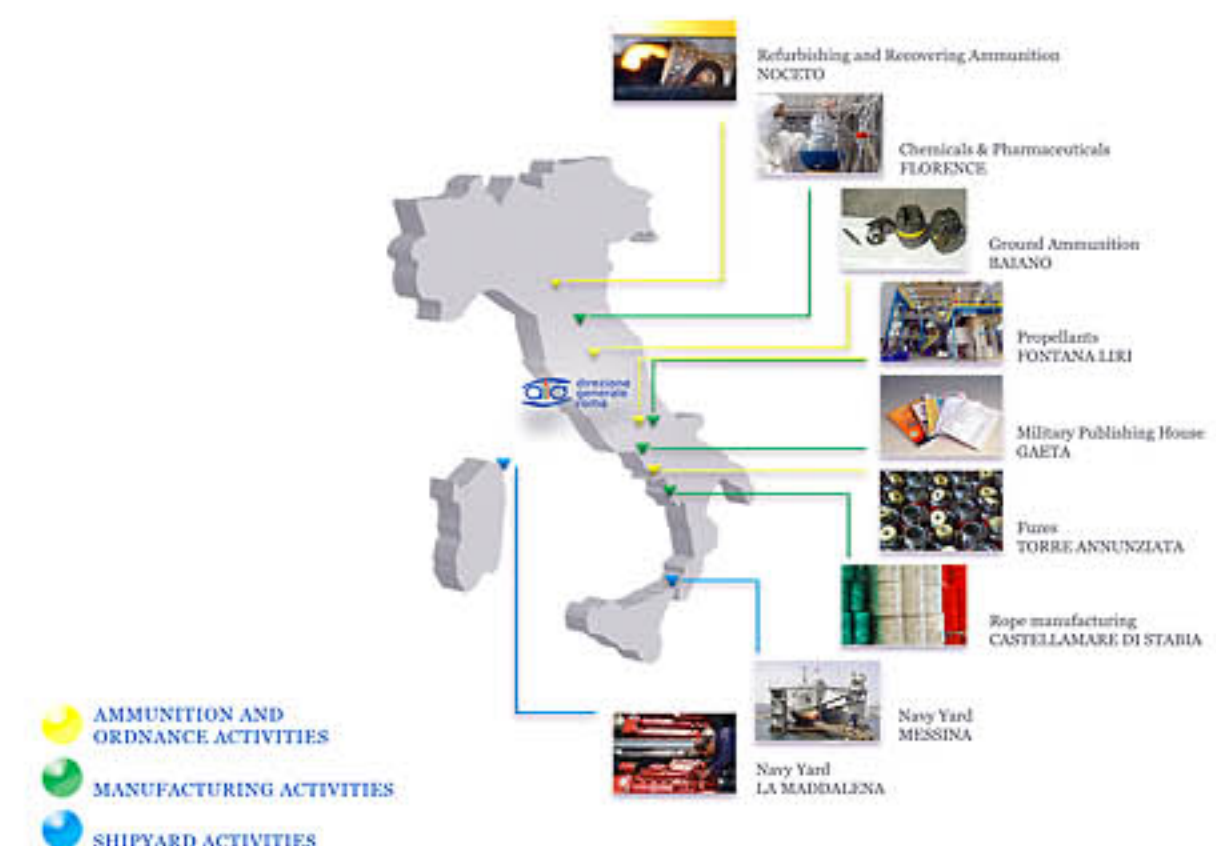 Refurbishing and Recovering Ammunition
NOCETO
Chemicals & Pharmaceuticals
FLORENCE
Ground Ammunition
BAIANO
Propellants
FONTANA LIRI
direzione
generale
roma
Military Publishing House
GAETA
Fuzes
TORRE ANNUNZIATA
Rope manufacturing
CASTELLAMARE DI STABIA
Navy Yard
MESSINA
Navy Yard
LA MADDALENA
AMMUNITION AND
ORDNANCE ACTIVITIES
MANUFACTURING ACTIVITIES
SHIPYARD ACTIVITIES